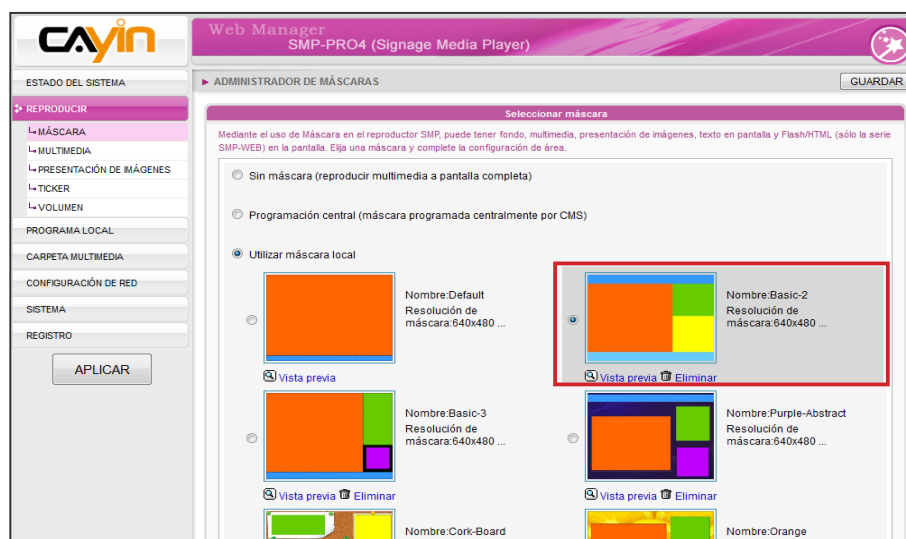 CAYIN
Web Manager
SMP-PRO4 (Signage Media Player)
ESTADO DEL SISTEMA
REPRODUCIR
MÁSCARA
MULTIMEDIA
PRESENTACIÓN DE IMÁGENES
TICKER
VOLUMEN
PROGRAMA LOCAL
CARPETA MULTIMEDIA
CONFIGURACIÓN DE RED
SISTEMA
REGISTRO
APLICAR
ADMINISTRADOR DE MÁSCARAS
GUARDAR
Seleccionar máscara
Mediante el uso de Máscara en el reproductor SMP, puede tener fondo, multimedia, presentación de imágenes, texto en pantalla y Flash/HTML (sólo la serie
SMP-WEB) en la pantalla. Elija una máscara y complete la configuración de área.
Sin máscara (reproducir multimedia a pantalla completa)
Programación central (máscara programada centralmente por CMS)
Utilizar máscara local
Nombre:Default
Resolución de
máscara:640x480 ...
Vista previa
Nombre:Basic-2
Resolución de
máscara:640x480 ...
Vista previa Eliminar
Nombre:Basic-3
Resolución de
máscara:640x480 ...
Vista previa Eliminar
Nombre:Purple-Abstract
Resolución de
máscara:640x480 ...
Vista previa Eliminar
Nombre:Cork-Board
Nombre:Orange